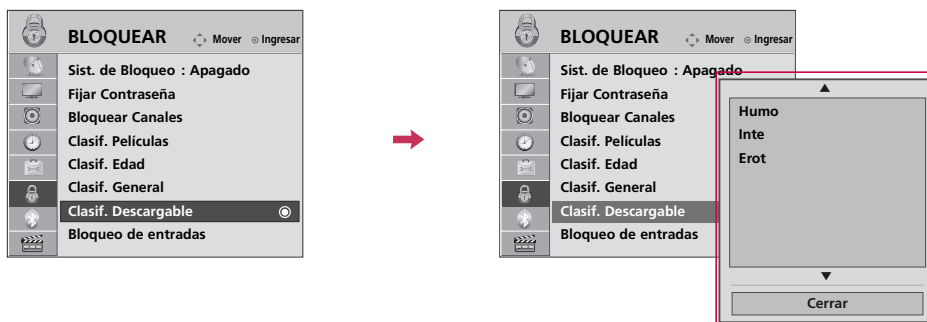 BLOQUEAR Mover Ingresar
Sist. de Bloqueo : Apagado
Fijar Contraseña
Bloquear Canales
Clasif. Películas
Clasif. Edad
Clasif. General
Clasif. Descargable
Bloqueo de entradas
BLOQUEAR Mover Ingresar
Sist. de Bloqueo : Apagado
Fijar Contraseña
Bloquear Canales
Clasif. Películas
Clasif. Edad
Clasif. General
Clasif. Descargable
Bloqueo de entradas
Humo
Inte
Erot
Cerrar